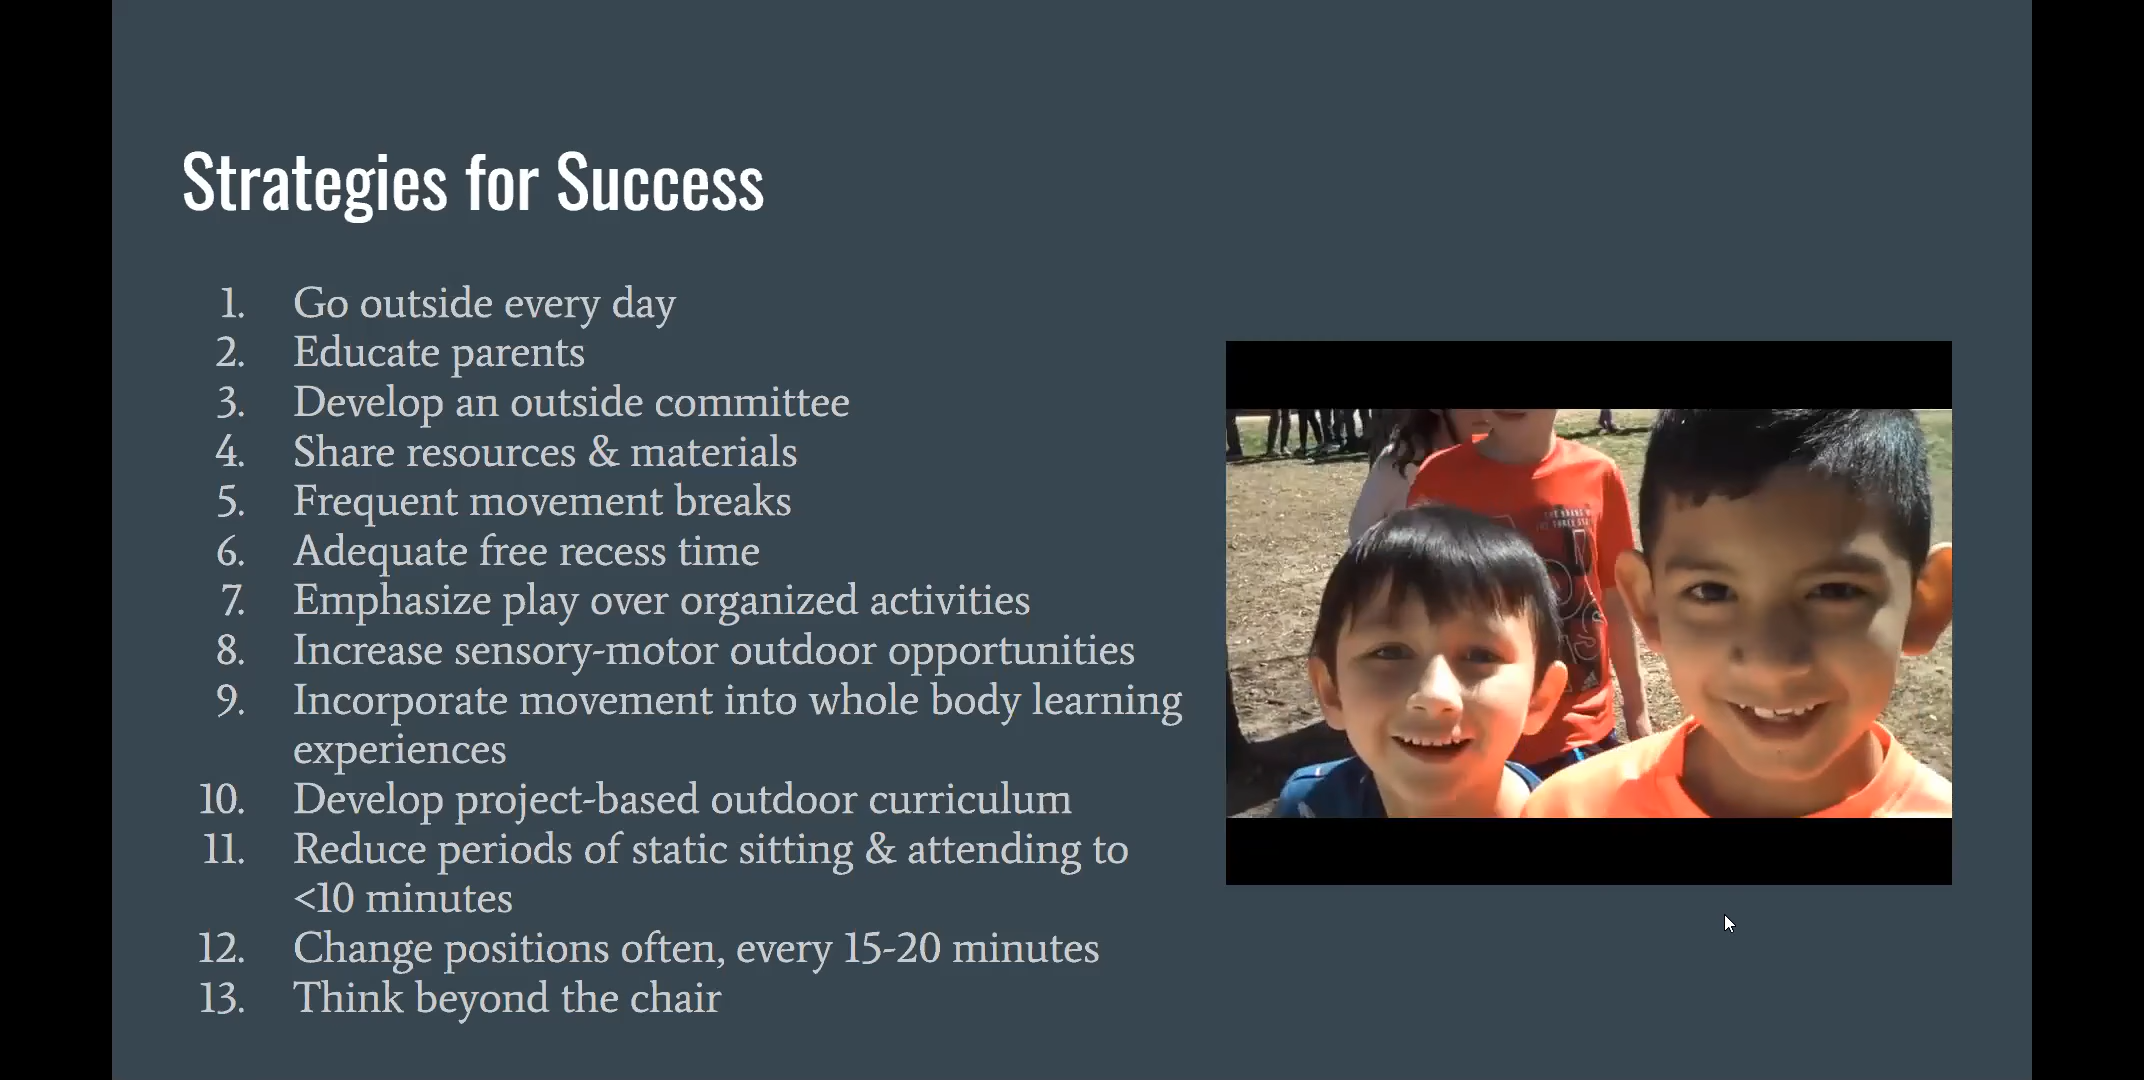 Strategies for Success
1. Go outside every day
2. Educate parents
3. Develop an outside committee
4. Share resources & materials
5. Frequent movement breaks
6. Adequate free recess time
7. Emphasize play over organized activities
8. Increase sensory-motor outdoor opportunities
9. Incorporate movement into whole body learning
experiences
10. Develop project-based outdoor curriculum
11. Reduce periods of static sitting & attending to
<10 minutes
12. Change positions often, every 15-20 minutes
13. Think beyond the chair